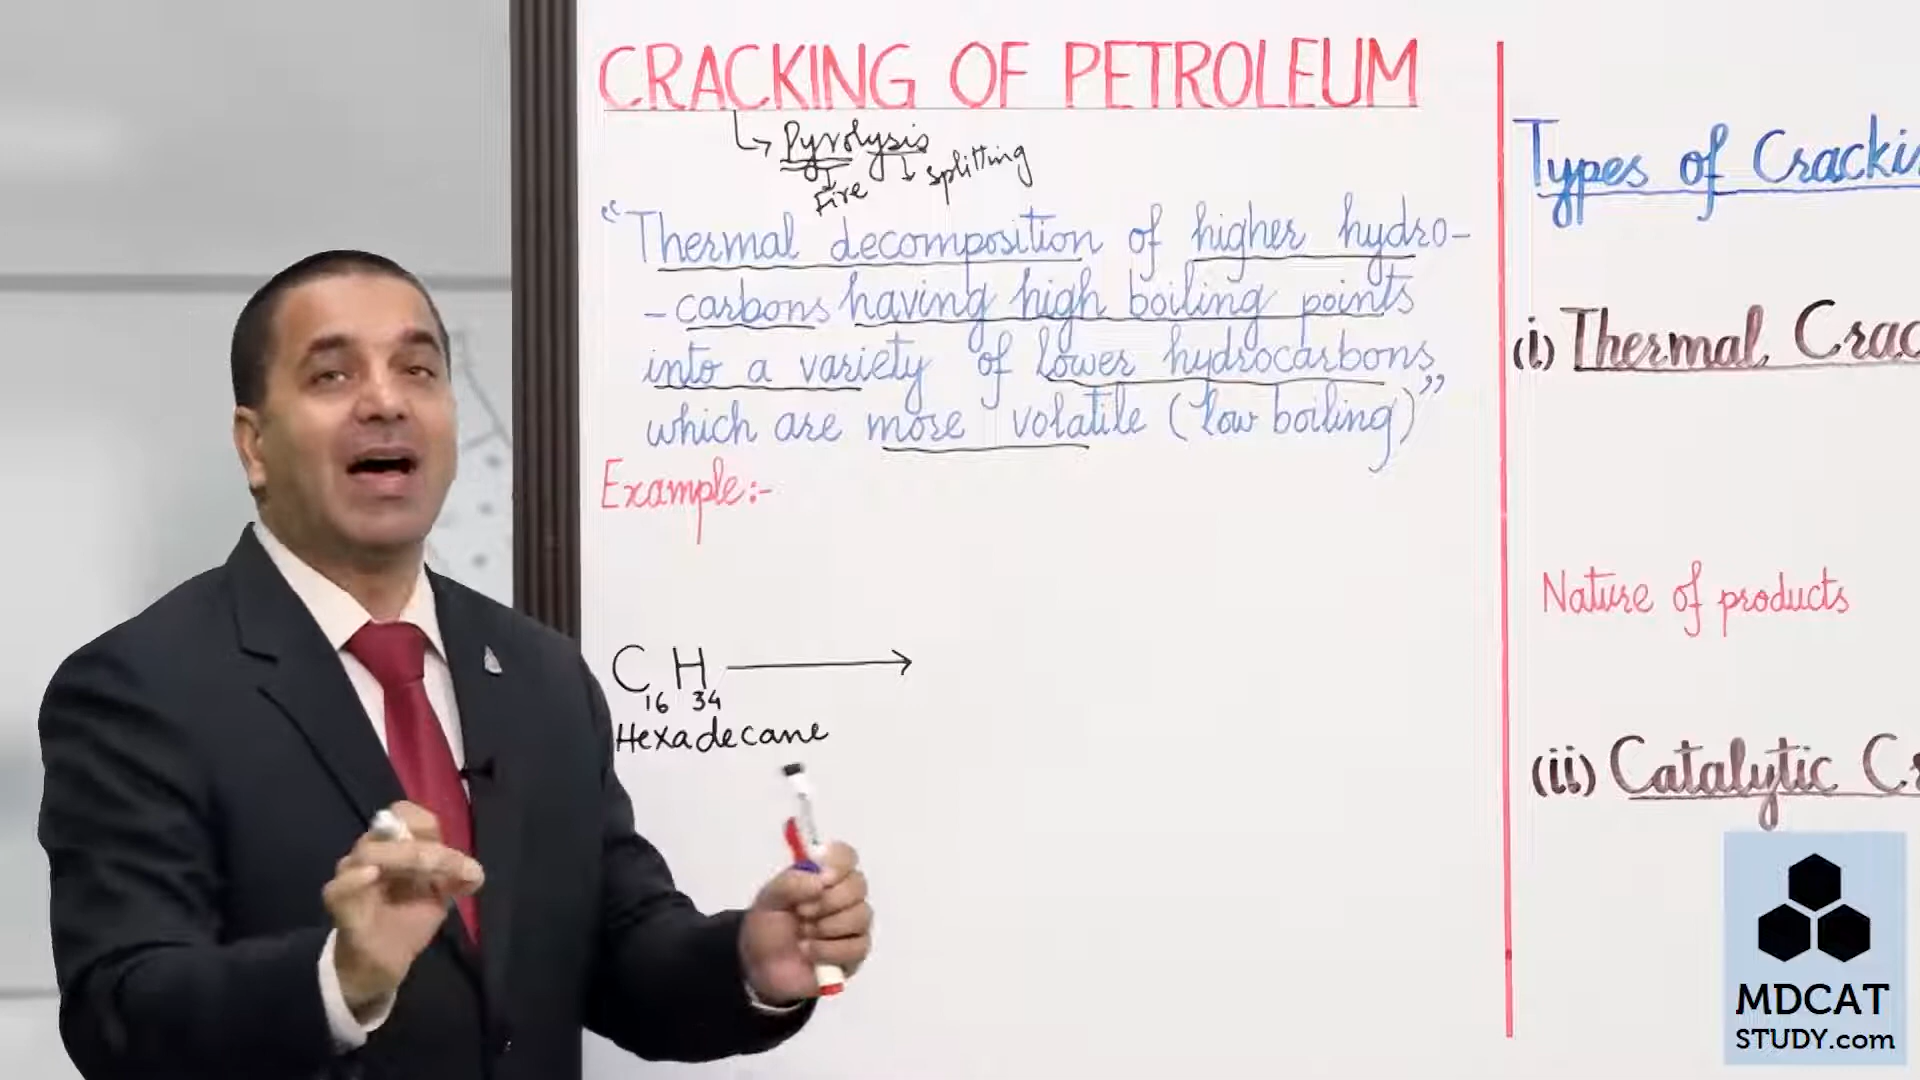 CRACKING OF PETROLEUM
Pyrolysis
Fire
splitting
"Thermal decomposition of higher hydro-
-carbons having high boiling points
into a variety of lower hydrocarbons
which are more volatile (low boiling)"
Example:-
C16 H34
Hexadecane
Types of Crackin
(i) Thermal Crac
Nature of products
(ii) Catalytic C
MDCAT
STUDY.com